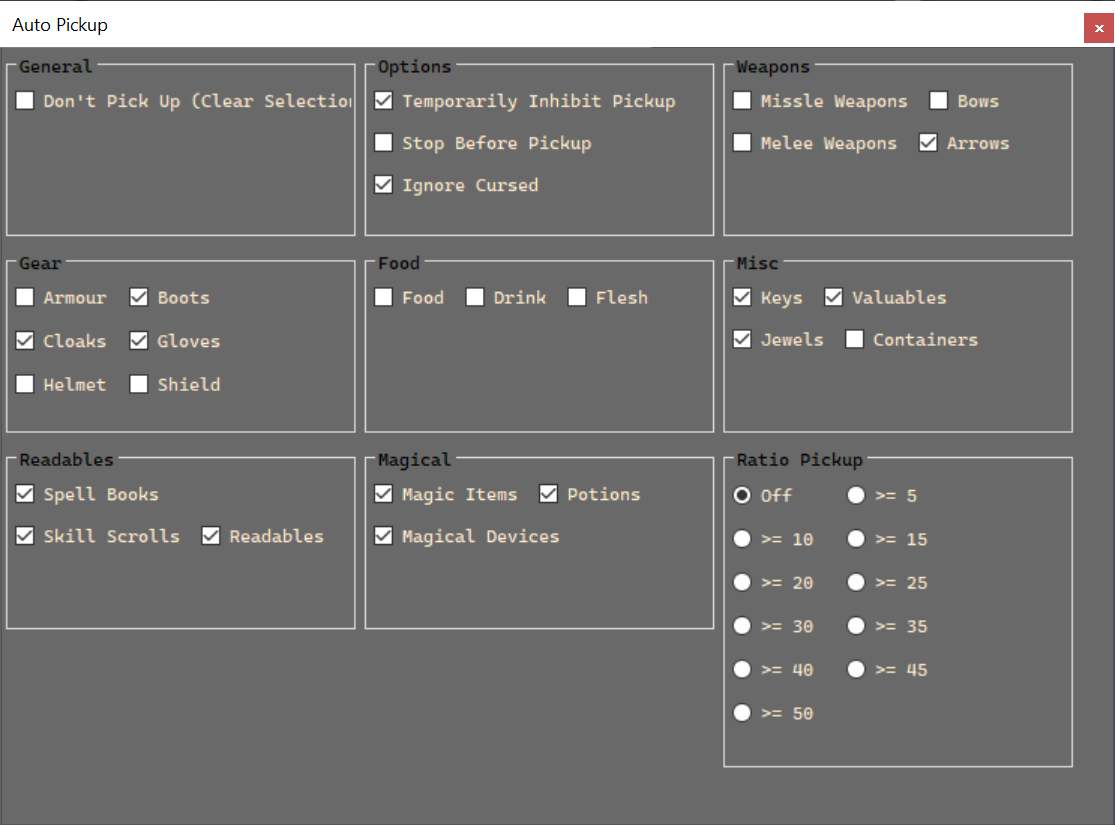 Auto Pickup
x
General
Don't Pick Up (Clear Selection
Options
Temporarily Inhibit Pickup
Stop Before Pickup
Ignore Cursed
Weapons
Missle Weapons Bows
Melee Weapons Arrows
Gear
Armour Boots
Cloaks Gloves
Helmet Shield
Food
Food Drink Flesh
Misc
Keys Valuables
Jewels Containers
Readables
Spell Books
Skill Scrolls Readables
Magical
Magic Items Potions
Magical Devices
Ratio Pickup
Off >= 5
>= 10 >= 15
>= 20 >= 25
>= 30 >= 35
>= 40 >= 45
>= 50